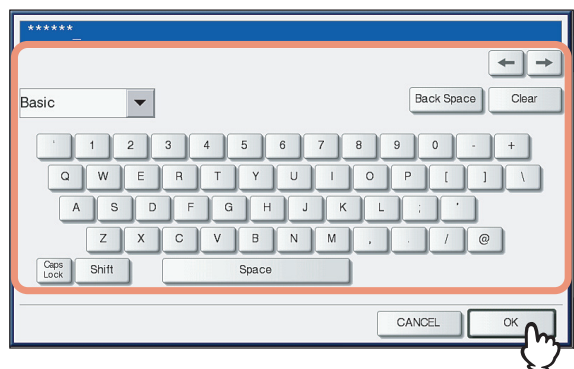 ******_
← →
Basic Back Space Clear
` 1 2 3 4 5 6 7 8 9 0 - +
Q W E R T Y U I O P [ ] \
A S D F G H J K L ; '
Z X C V B N M , . / @
Caps Lock Shift Space
CANCEL OK